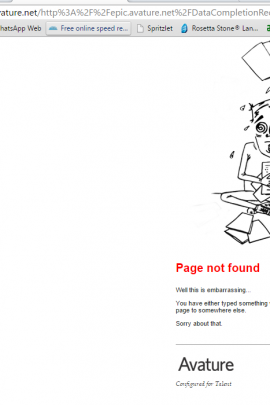 vature.net/http%3A%2F%2Fepic.avature.net%2FDataCompletionRe
hatsApp Web Free online speed re... Spritzlet Rosetta Stone® Lan...
Page not found
Well this is embarrassing...
You have either typed something
page to somewhere else.
Sorry about that.
Avature
Configured for Talent